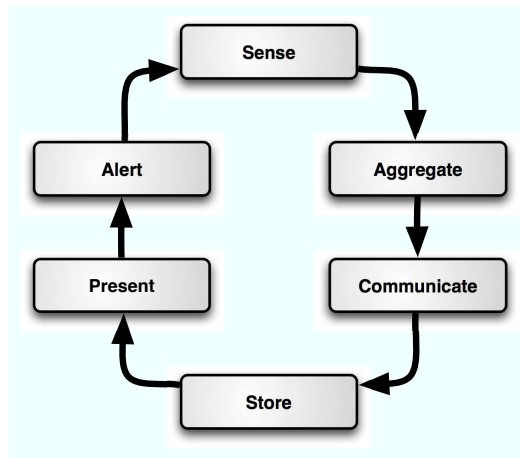 Sense
Aggregate
Communicate
Store
Present
Alert